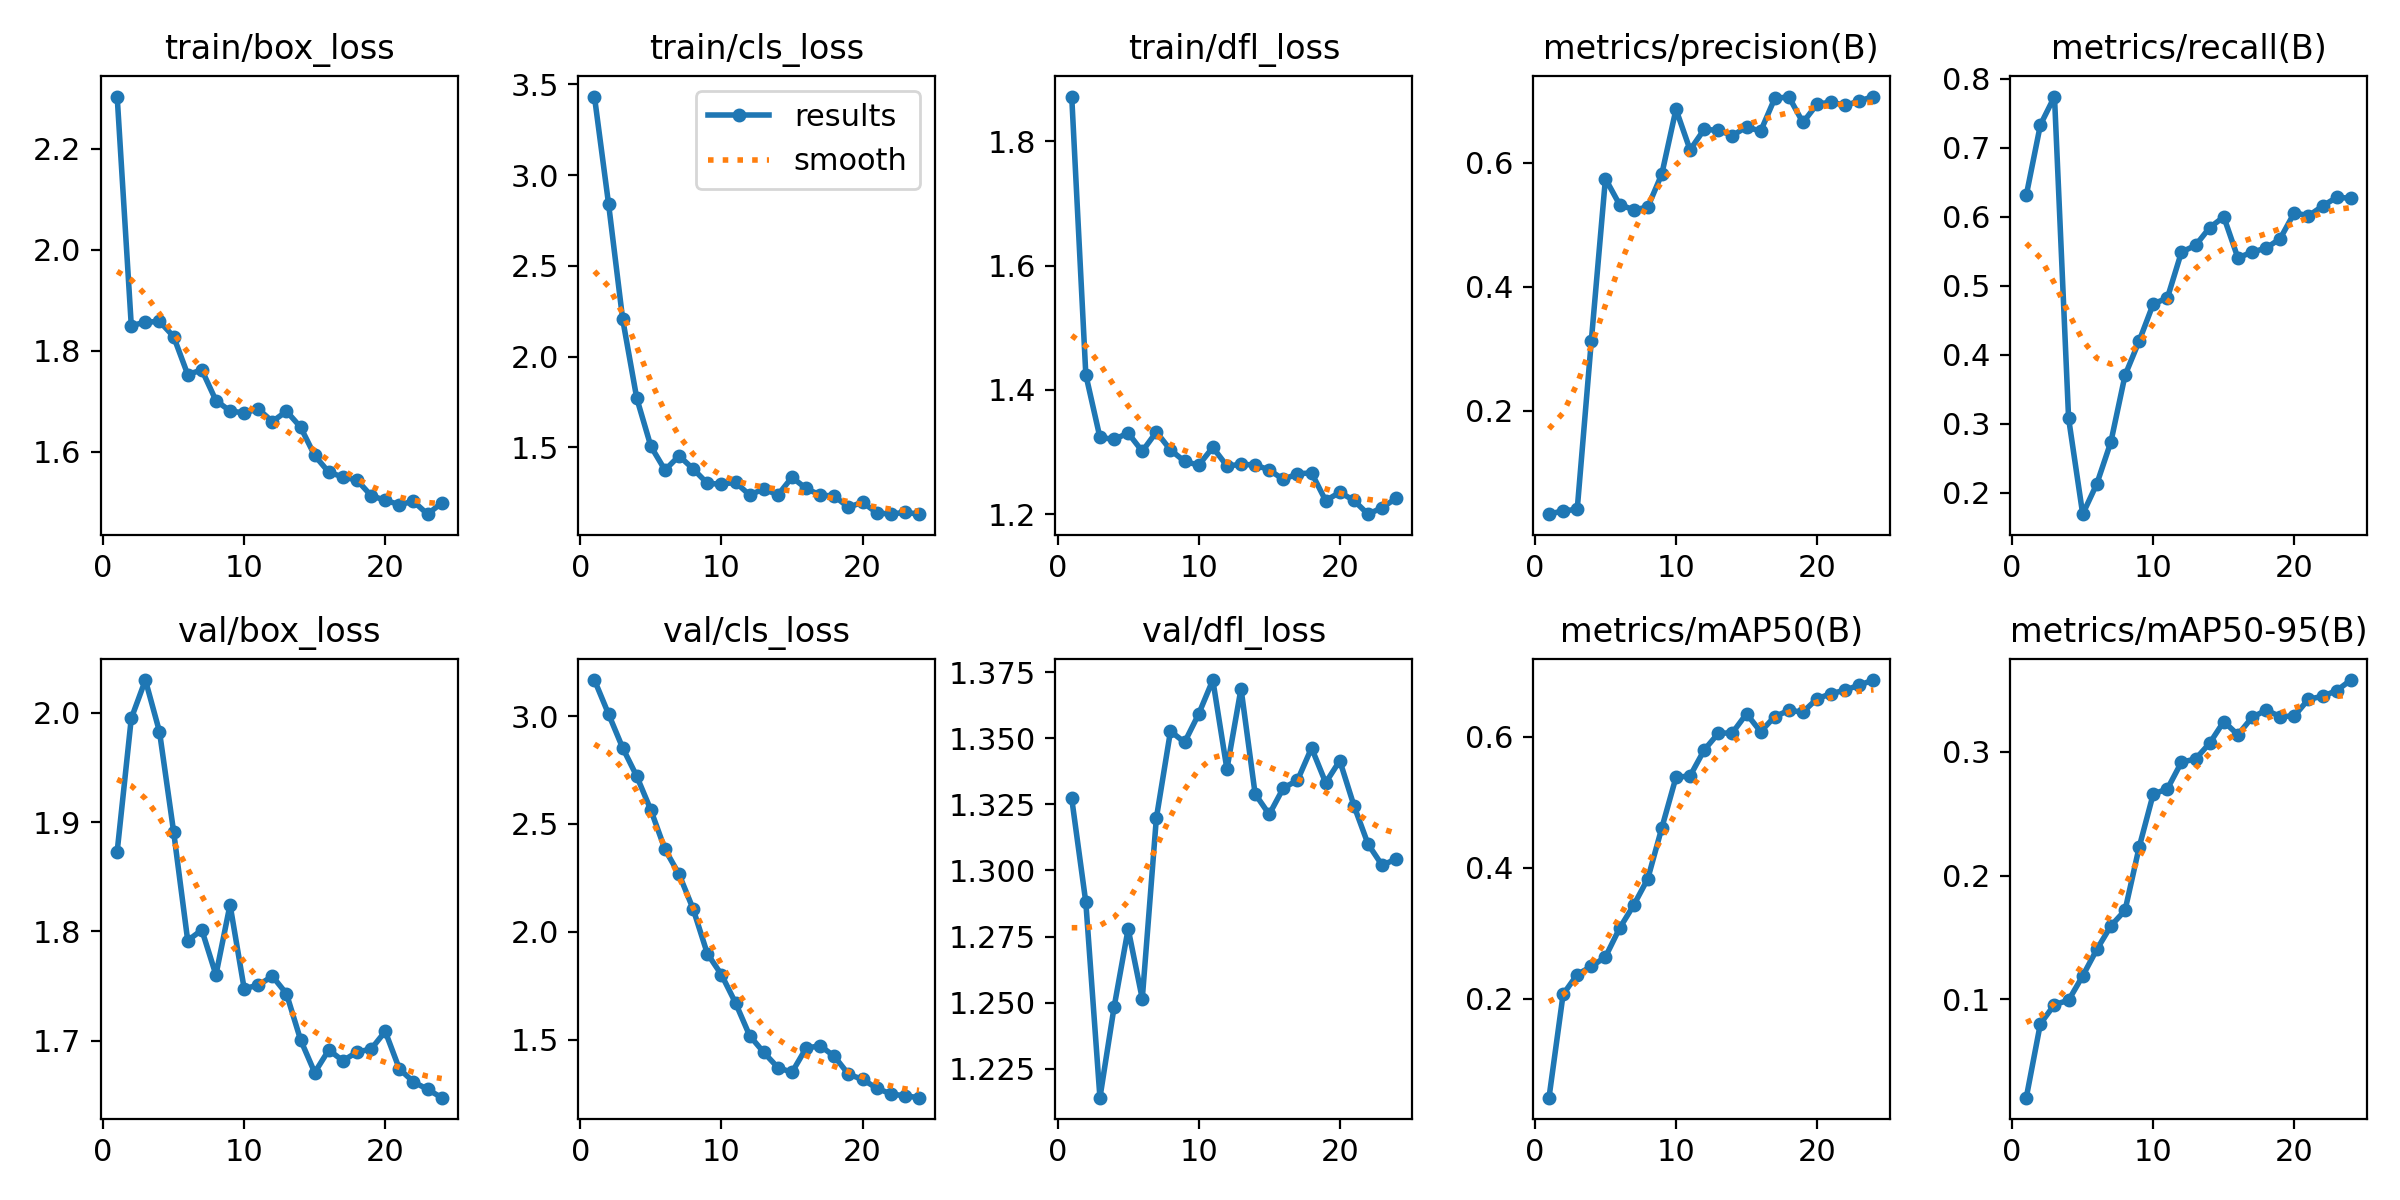 train/box_loss
2.2
2.0
1.8
1.6
0 10 20
train/cls_loss
3.5
3.0
2.5
2.0
1.5
results
smooth
0 10 20
train/dfl_loss
1.8
1.6
1.4
1.2
0 10 20
metrics/precision(B)
0.6
0.4
0.2
0 10 20
metrics/recall(B)
0.8
0.7
0.6
0.5
0.4
0.3
0.2
0 10 20
val/box_loss
2.0
1.9
1.8
1.7
0 10 20
val/cls_loss
3.0
2.5
2.0
1.5
0 10 20
val/dfl_loss
1.375
1.350
1.325
1.300
1.275
1.250
1.225
0 10 20
metrics/mAP50(B)
0.6
0.4
0.2
0 10 20
metrics/mAP50-95(B)
0.3
0.2
0.1
0 10 20